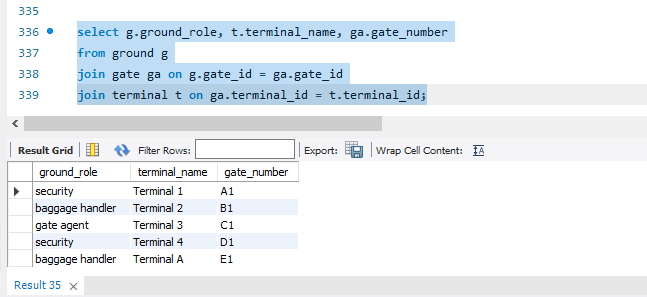 335
336 select g.ground_role, t.terminal_name, ga.gate_number
337 from ground g
338 join gate ga on g.gate_id = ga.gate_id
339 join terminal t on ga.terminal_id = t.terminal_id;
Result Grid Filter Rows: Export: Wrap Cell Content: IA
ground_role terminal_name gate_number
security Terminal 1 A1
baggage handler Terminal 2 B1
gate agent Terminal 3 C1
security Terminal 4 D1
baggage handler Terminal A E1
Result 35 ×